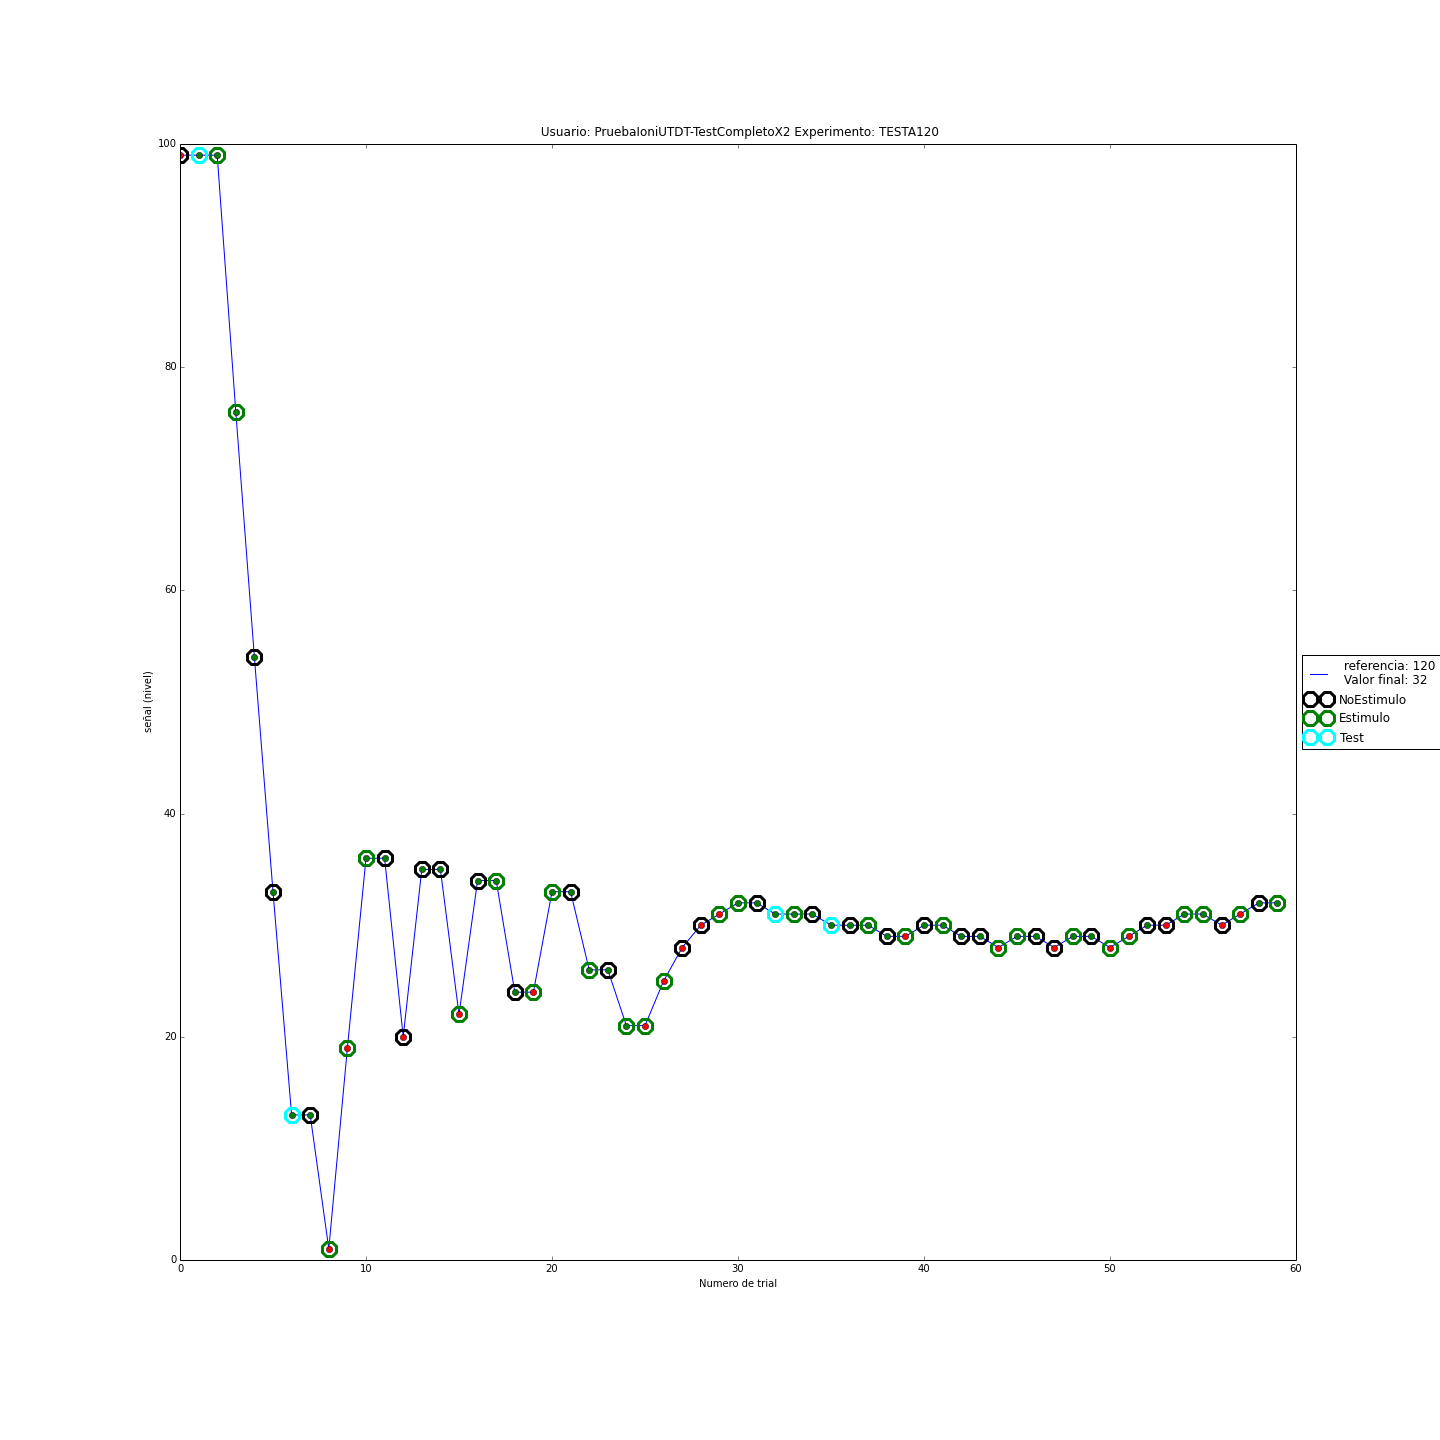 Usuario: PruebaIoniUTDT-TestCompletoX2 Experimento: TESTA120
100
80
60
40
20
0
señal (nivel)
0 10 20 30 40 50 60
Numero de trial
referencia: 120
Valor final: 32
NoEstimulo
Estimulo
Test